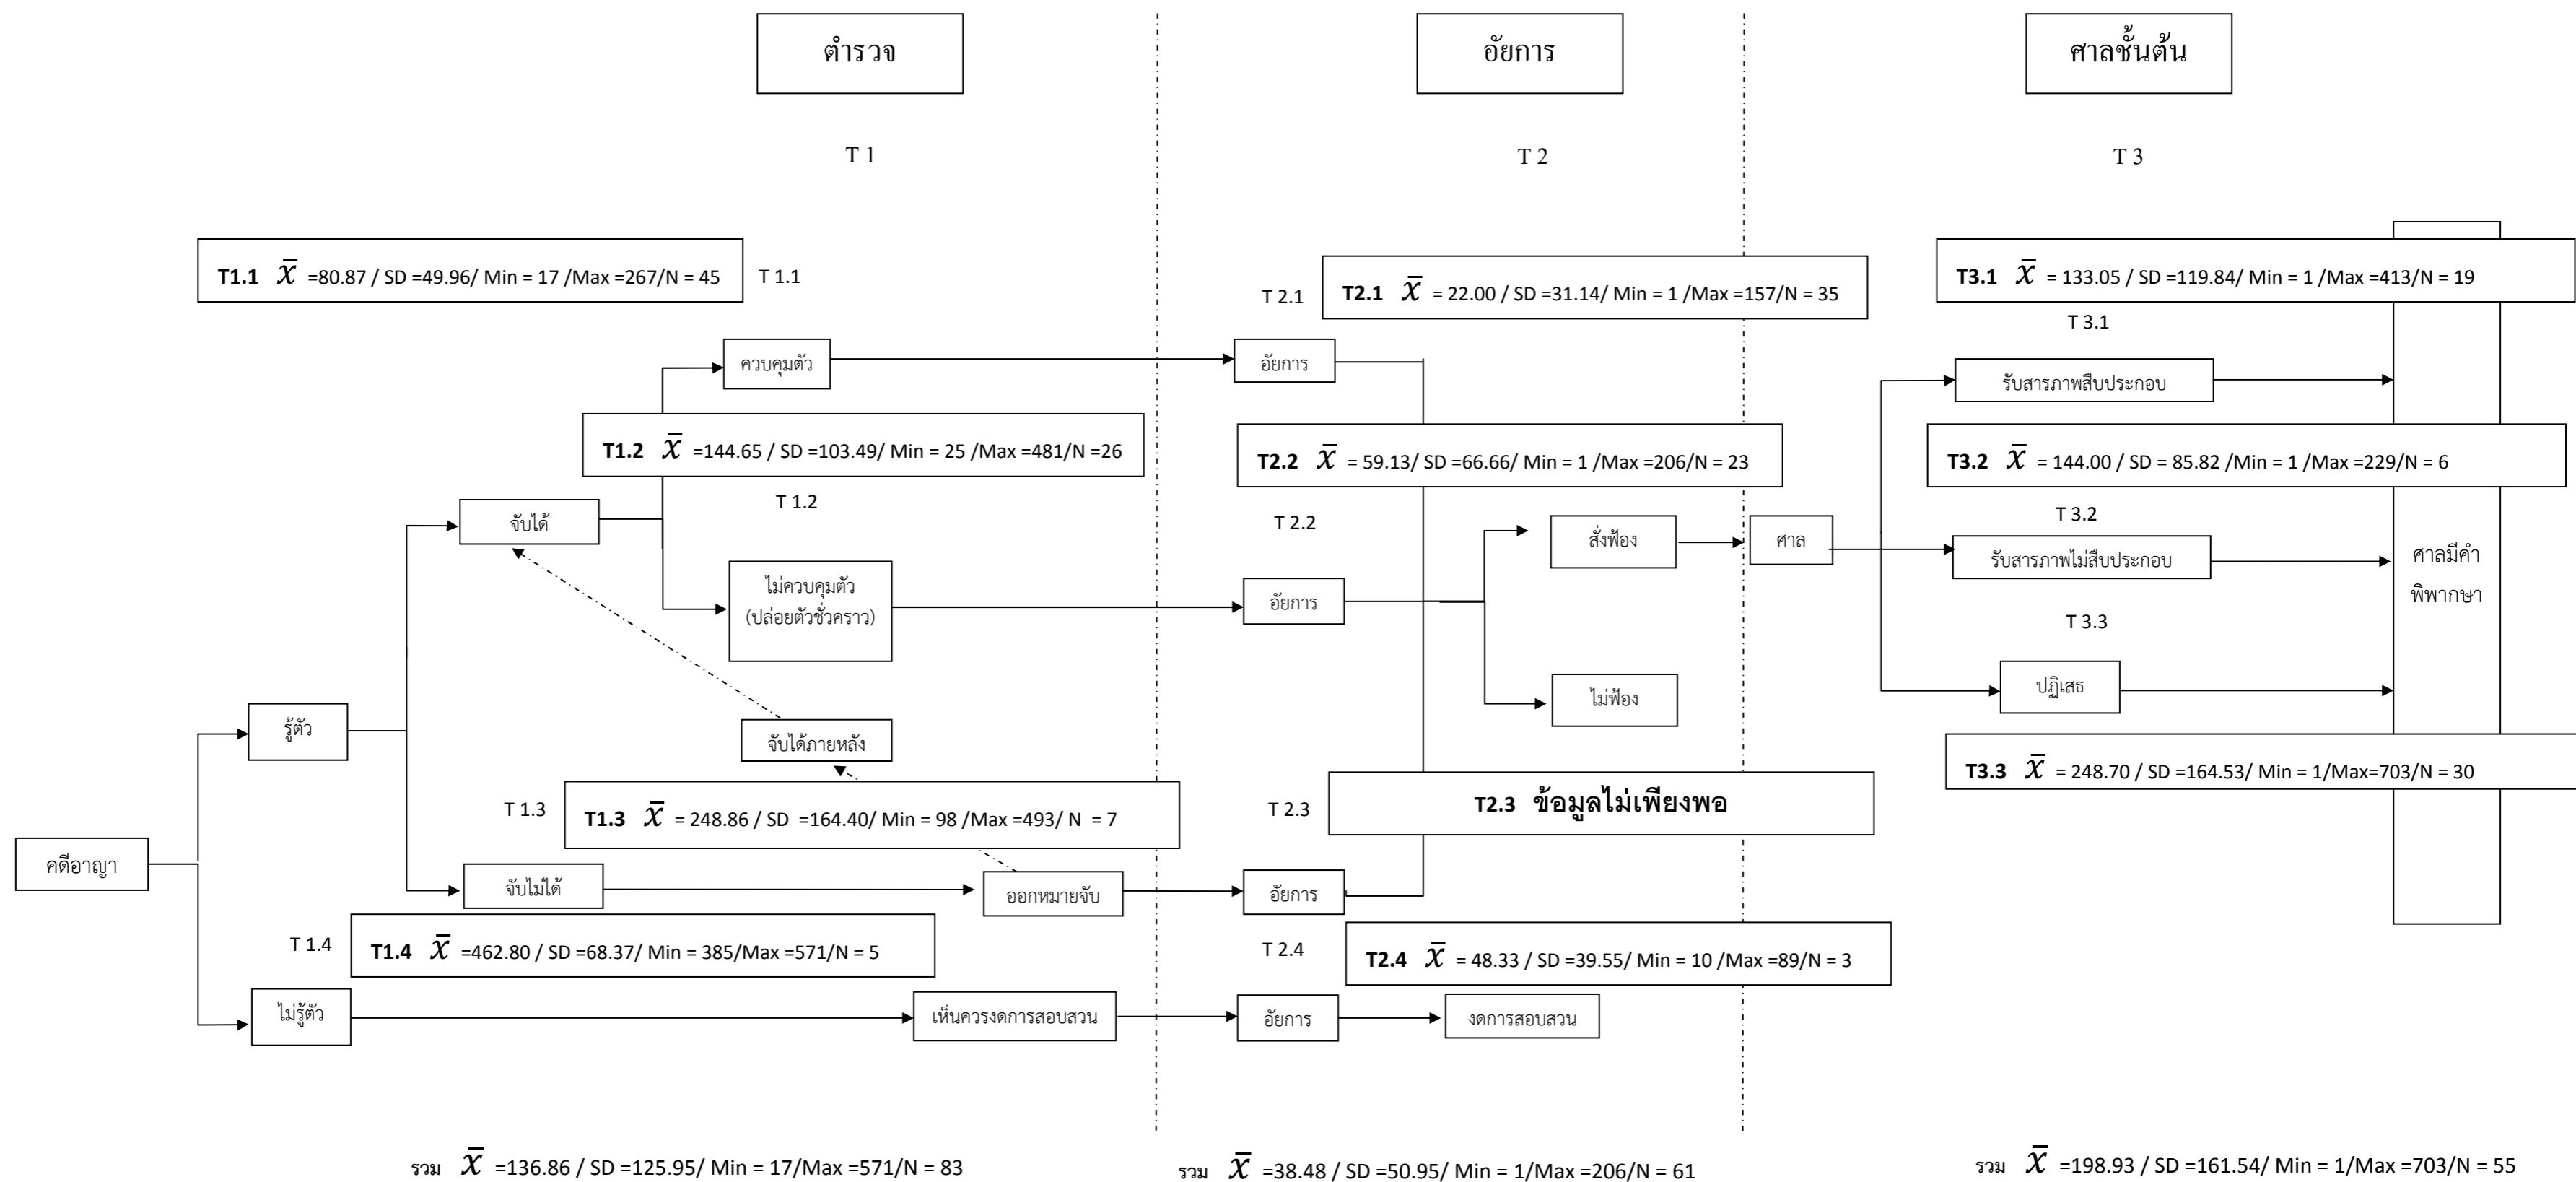 ตำรวจ
อัยการ
ศาลชั้นต้น
T 1
T 2
T 3
T1.1 x̄ =80.87 / SD =49.96/ Min = 17 /Max =267/N = 45
T 1.1
T 2.1
T2.1 x̄ = 22.00 / SD =31.14/ Min = 1 /Max =157/N = 35
T3.1 x̄ = 133.05 / SD =119.84/ Min = 1 /Max =413/N = 19
T 3.1
ควบคุมตัว
อัยการ
รับสารภาพสืบประกอบ
T1.2 x̄ =144.65 / SD =103.49/ Min = 25 /Max =481/N =26
T2.2 x̄ = 59.13/ SD =66.66/ Min = 1 /Max =206/N = 23
T3.2 x̄ = 144.00 / SD = 85.82 /Min = 1 /Max =229/N = 6
T 1.2
T 2.2
T 3.2
จับได้
สั่งฟ้อง
ศาล
รับสารภาพไม่สืบประกอบ
ศาลมีคำ
พิพากษา
ไม่ควบคุมตัว
(ปล่อยตัวชั่วคราว)
อัยการ
T 3.3
ปฏิเสธ
ไม่ฟ้อง
รู้ตัว
จับได้ภายหลัง
T3.3 x̄ = 248.70 / SD =164.53/ Min = 1/Max=703/N = 30
T 1.3
T1.3 x̄ = 248.86 / SD =164.40/ Min = 98 /Max =493/ N = 7
T 2.3
T2.3 ข้อมูลไม่เพียงพอ
คดีอาญา
จับไม่ได้
ออกหมายจับ
อัยการ
T 1.4
T1.4 x̄ =462.80 / SD =68.37/ Min = 385/Max =571/N = 5
T 2.4
T2.4 x̄ = 48.33 / SD =39.55/ Min = 10 /Max =89/N = 3
ไม่รู้ตัว
เห็นควรงดการสอบสวน
อัยการ
งดการสอบสวน
รวม x̄ =136.86 / SD =125.95/ Min = 17/Max =571/N = 83
รวม x̄ =38.48 / SD =50.95/ Min = 1/Max =206/N = 61
รวม x̄ =198.93 / SD =161.54/ Min = 1/Max =703/N = 55